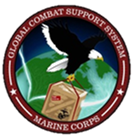 GLOBAL COMBAT SUPPORT SYSTEM
MARINE CORPS